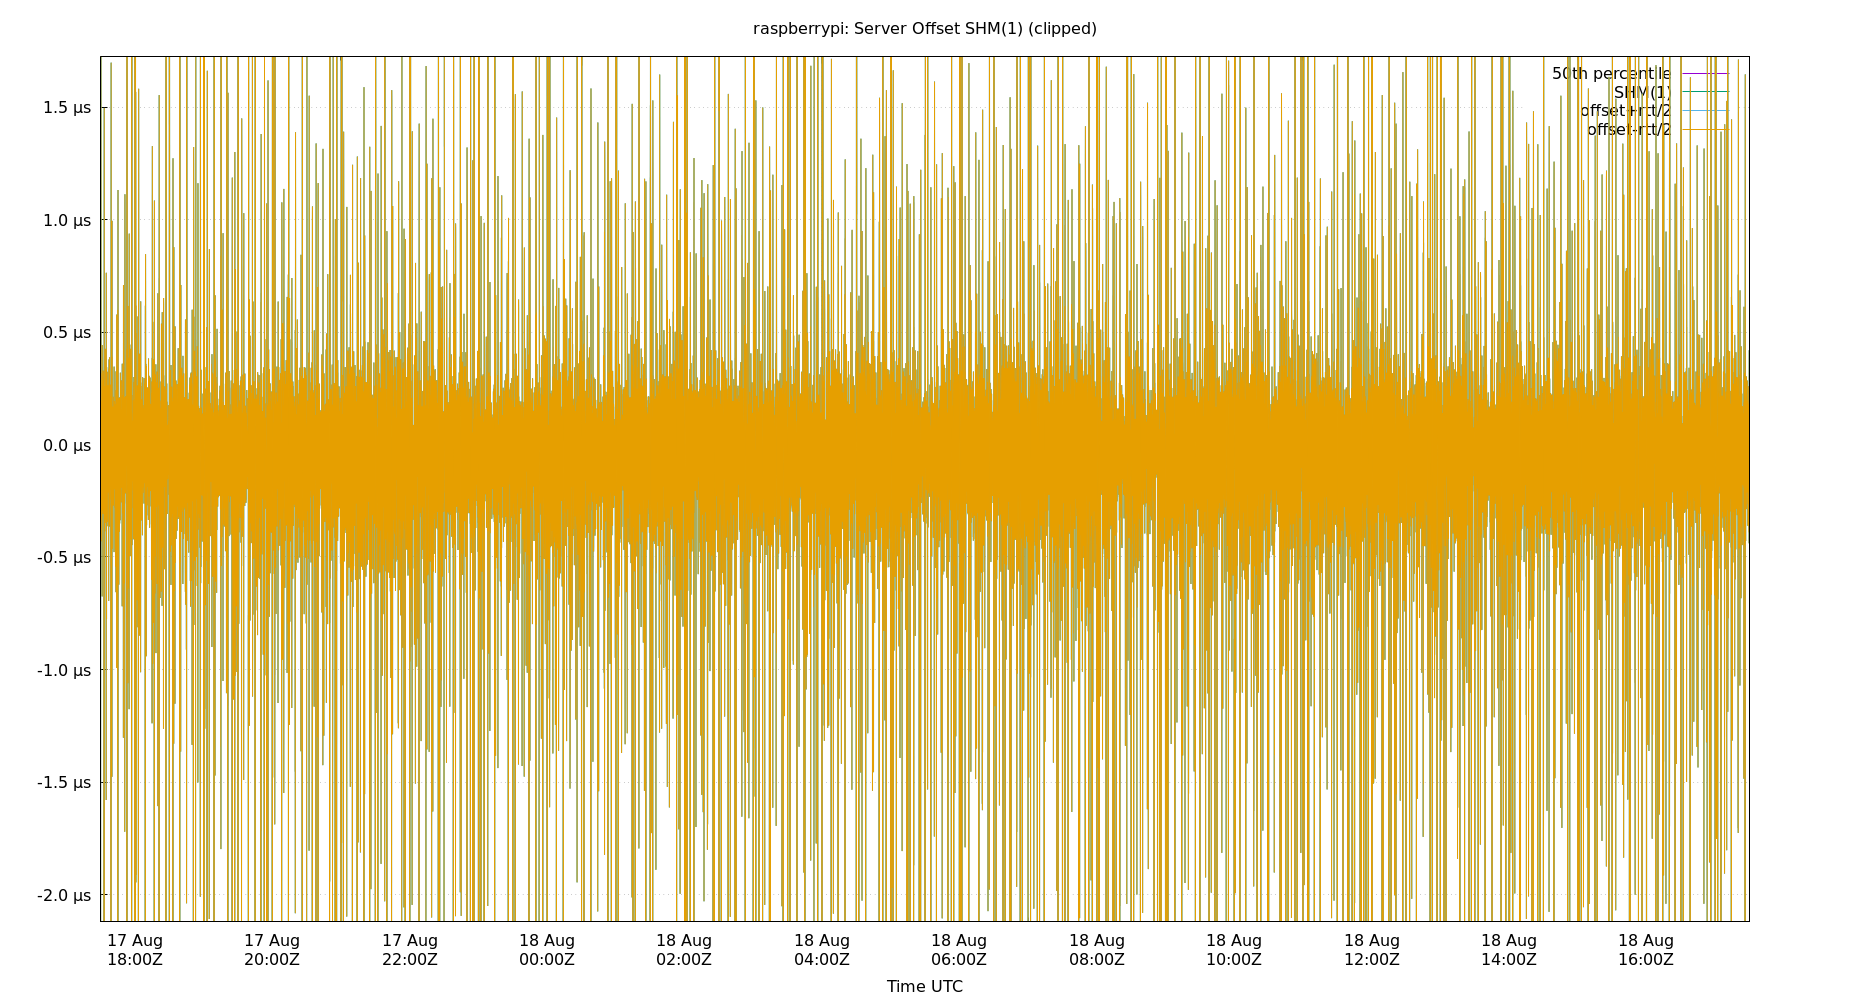 raspberrypi: Server Offset SHM(1) (clipped)
50th percentile
SHM(1)
offset+rtt/2
offset-rtt/2
1.5 μs
1.0 μs
0.5 μs
0.0 μs
-0.5 μs
-1.0 μs
-1.5 μs
-2.0 μs
17 Aug 17 Aug 17 Aug 18 Aug 18 Aug 18 Aug 18 Aug 18 Aug 18 Aug 18 Aug 18 Aug 18 Aug
18:00Z 20:00Z 22:00Z 00:00Z 02:00Z 04:00Z 06:00Z 08:00Z 10:00Z 12:00Z 14:00Z 16:00Z
Time UTC